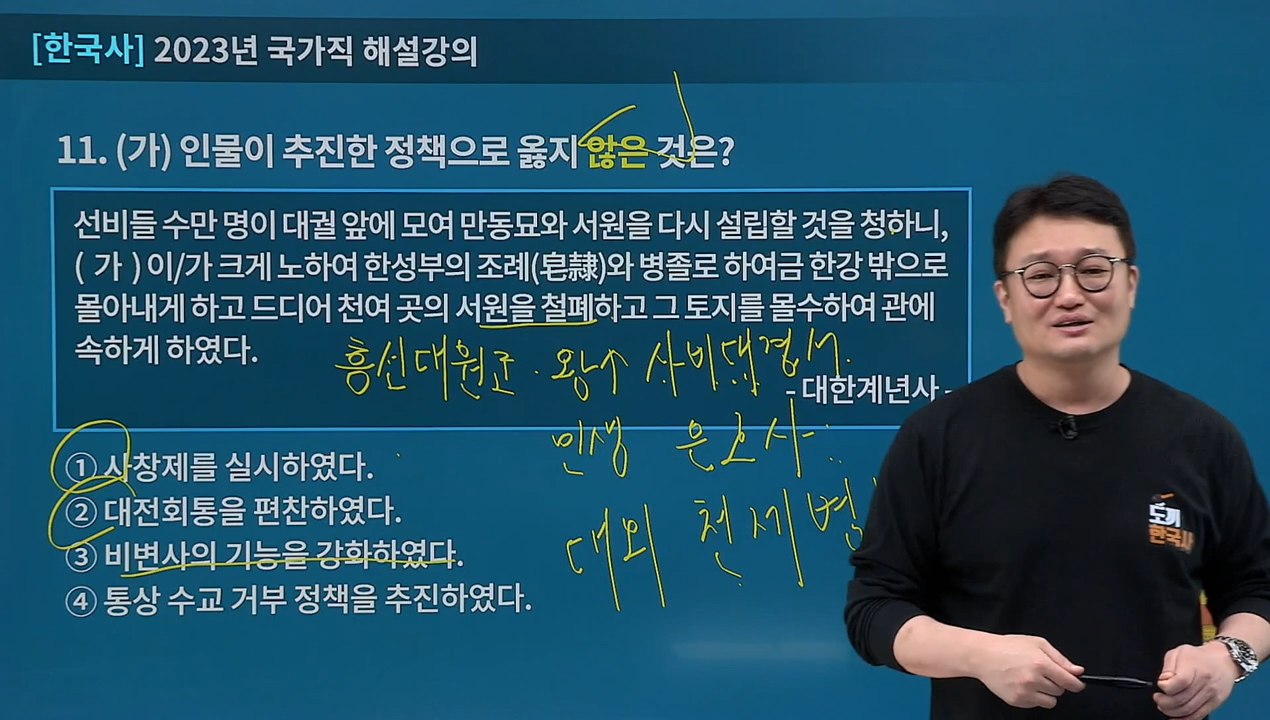 [한국사] 2023년 국가직 해설강의
11. (가) 인물이 추진한 정책으로 옳지 않은 것은?
선비들 수만 명이 대궐 앞에 모여 만동묘와 서원을 다시 설립할 것을 청하니,
( 가 ) 이/가 크게 노하여 한성부의 조례(皂隷)와 병졸로 하여금 한강 밖으로
몰아내게 하고 드디어 천여 곳의 서원을 철폐하고 그 토지를 몰수하여 관에
속하게 하였다.
흥선대원군 · 왕↑ 사비대경서
- 대한계년사 -
민생 은호사
대외 천제병
① 사창제를 실시하였다.
② 대전회통을 편찬하였다.
③ 비변사의 기능을 강화하였다.
④ 통상 수교 거부 정책을 추진하였다.
도끼
한국사